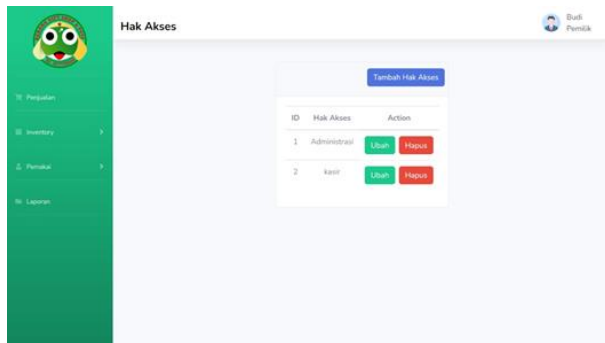 Hak Akses
Budi
Pemilik
Penjualan
Inventory
Pemakai
Laporan
Tambah Hak Akses
ID Hak Akses Action
1 Administrasi Ubah Hapus
2 kasir Ubah Hapus